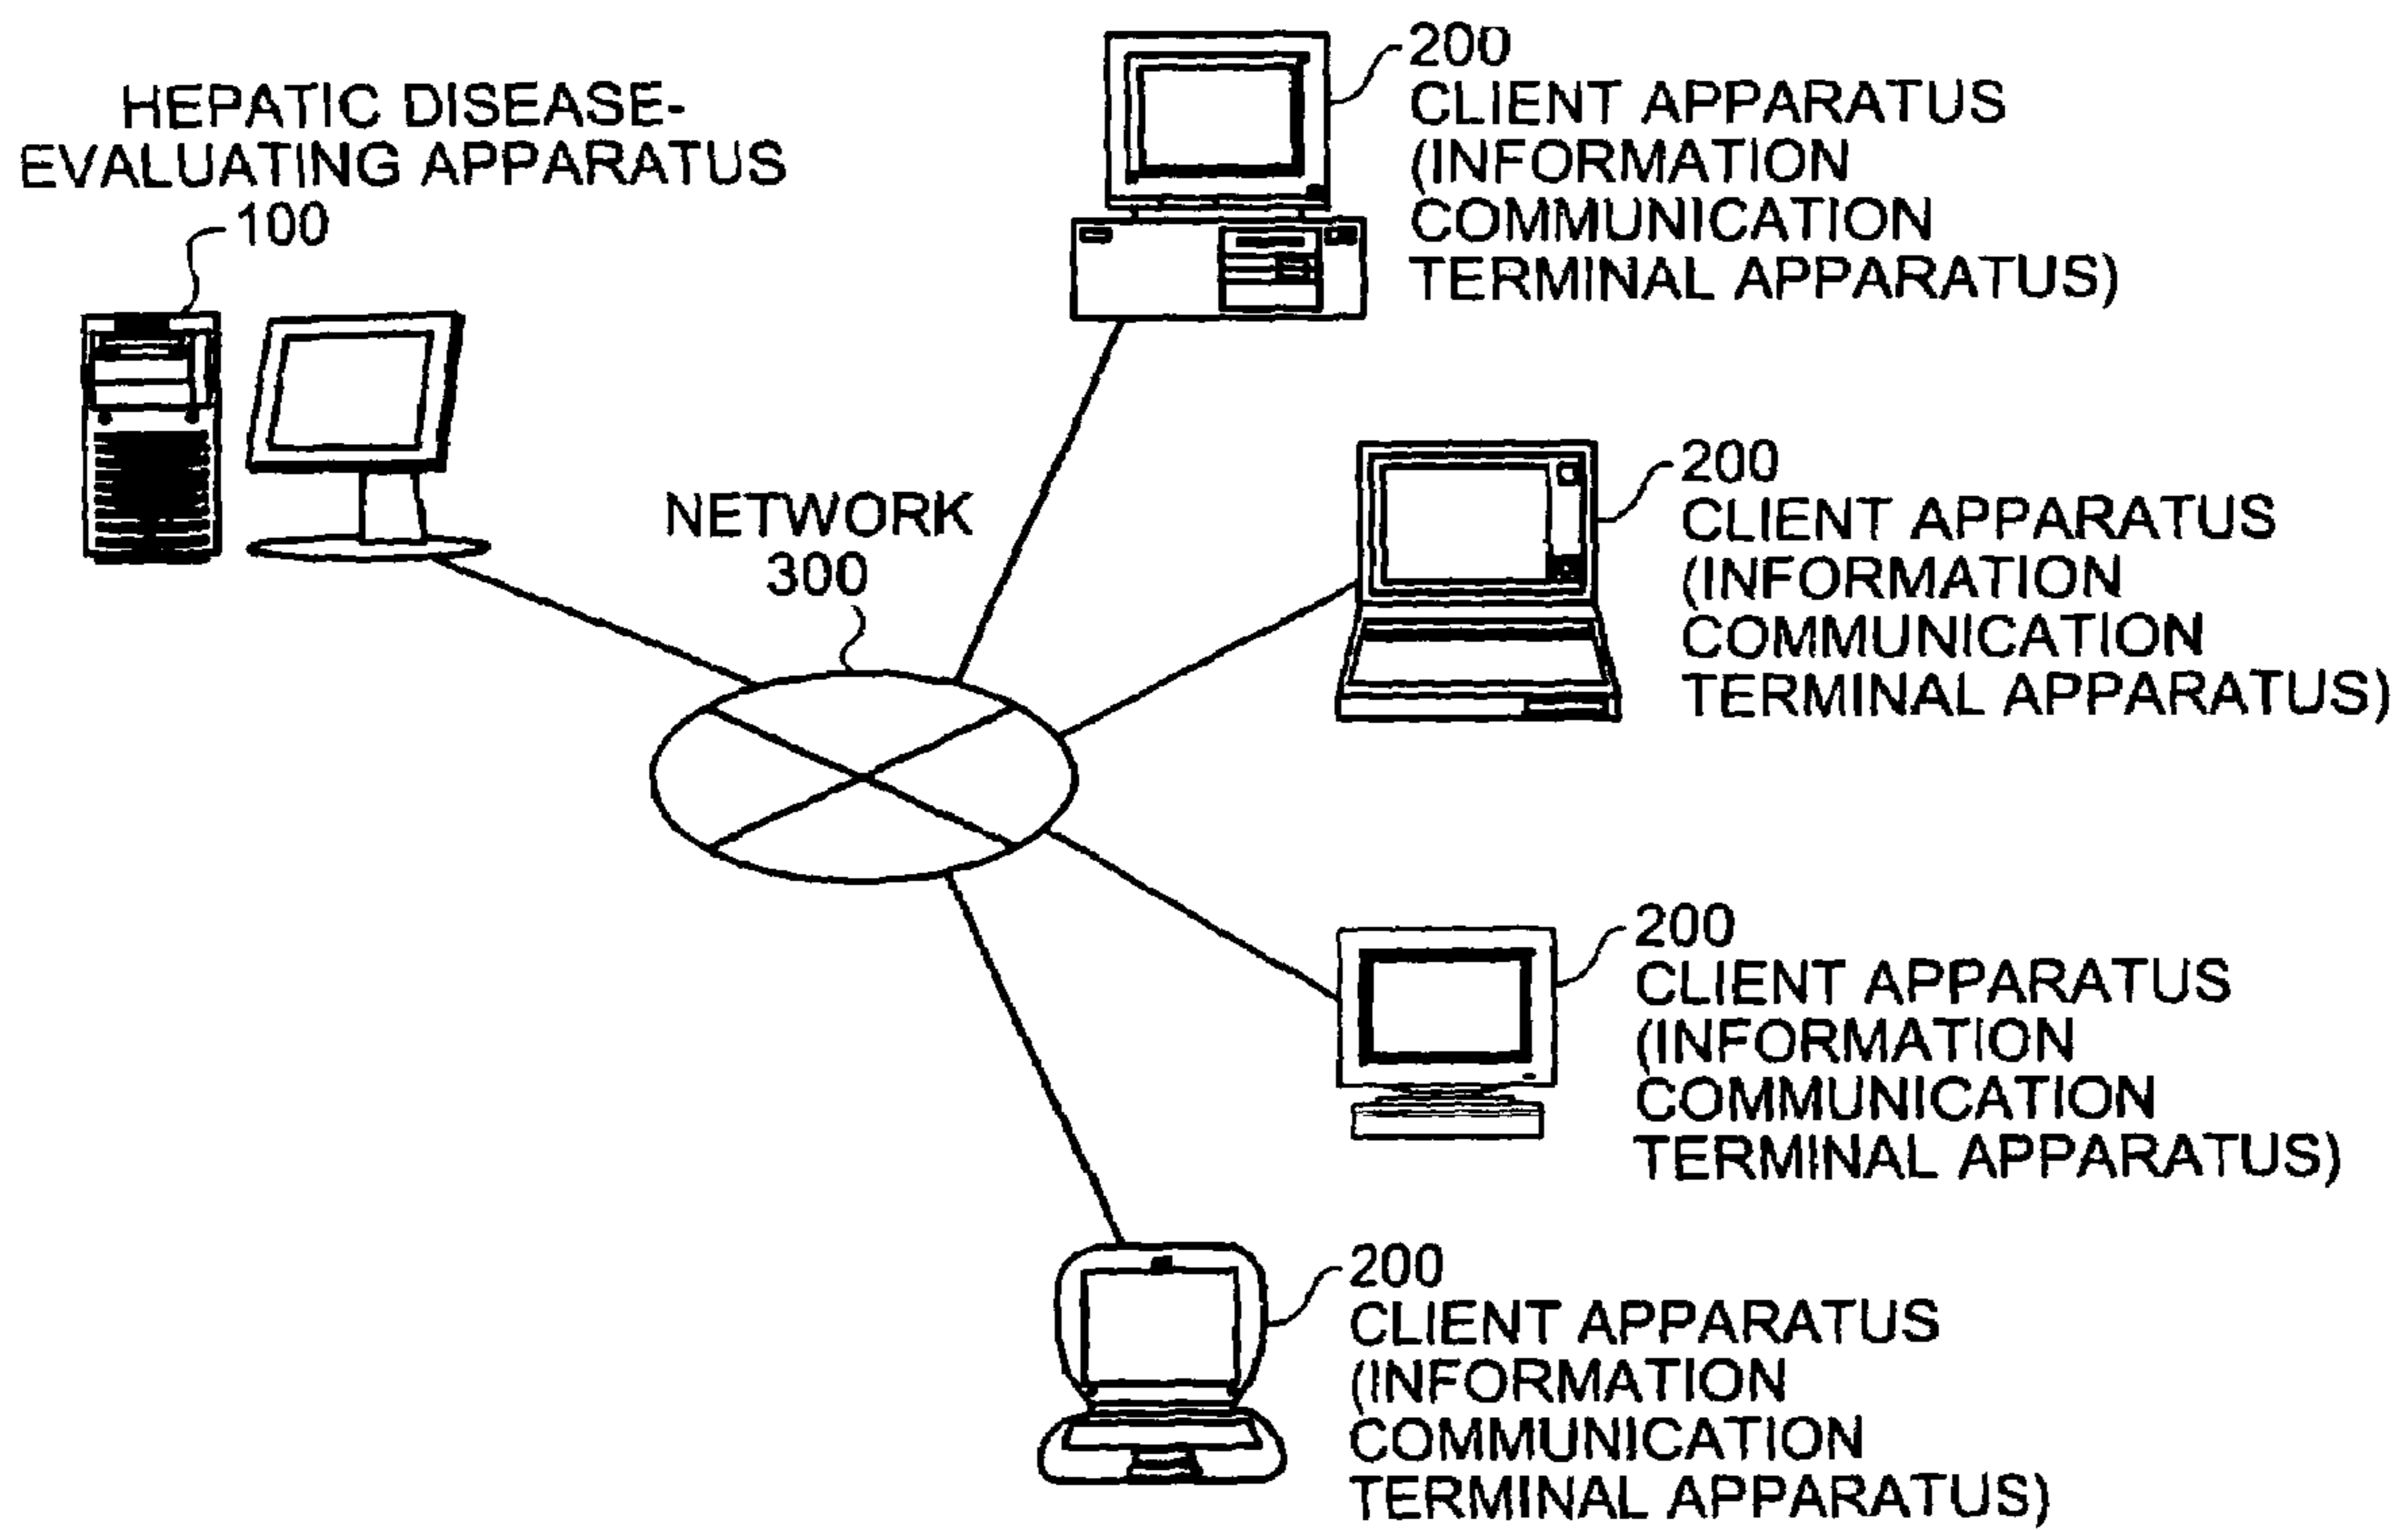 HEPATIC DISEASE-
EVALUATING APPARATUS
100
NETWORK
300
200
CLIENT APPARATUS
(INFORMATION
COMMUNICATION
TERMINAL APPARATUS)
200
CLIENT APPARATUS
(INFORMATION
COMMUNICATION
TERMINAL APPARATUS)
200
CLIENT APPARATUS
(INFORMATION
COMMUNICATION
TERMINAL APPARATUS)
200
CLIENT APPARATUS
(INFORMATION
COMMUNICATION
TERMINAL APPARATUS)